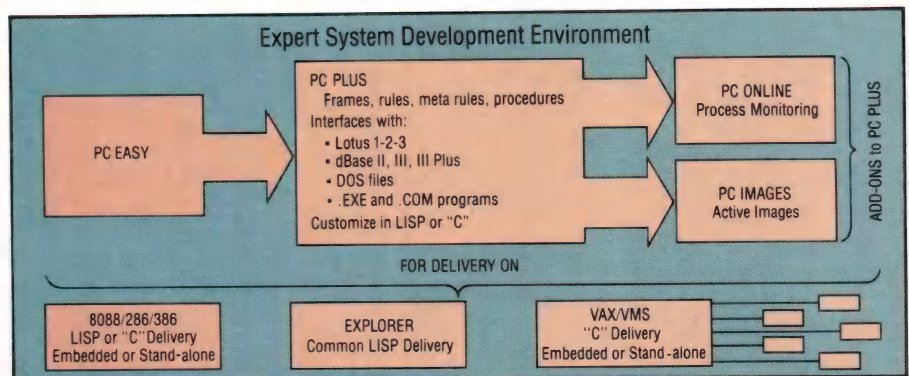 Expert System Development Environment
PC EASY
PC PLUS
Frames, rules, meta rules, procedures
Interfaces with:
• Lotus 1-2-3
• dBase II, III, III Plus
• DOS files
• .EXE and .COM programs
Customize in LISP or "C"
PC ONLINE
Process Monitoring
PC IMAGES
Active Images
ADD-ONS to PC PLUS
FOR DELIVERY ON
8088/286/386
LISP or "C" Delivery
Embedded or Stand-alone
EXPLORER
Common LISP Delivery
VAX/VMS
"C" Delivery
Embedded or Stand-alone